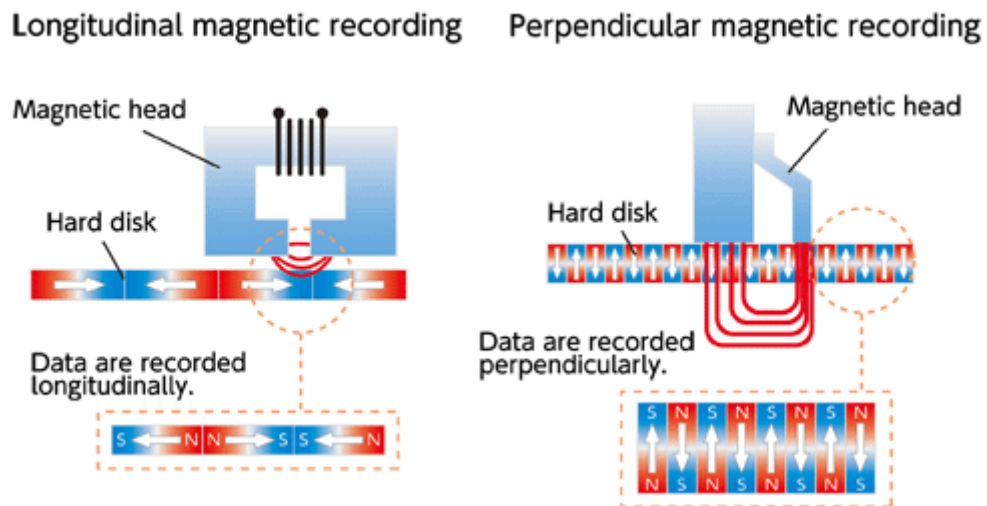 Longitudinal magnetic recording
Magnetic head
Hard disk
Data are recorded
longitudinally.
S N N S S N
Perpendicular magnetic recording
Magnetic head
Hard disk
Data are recorded
perpendicularly.
S N S N S N S N
N S N S N S N S